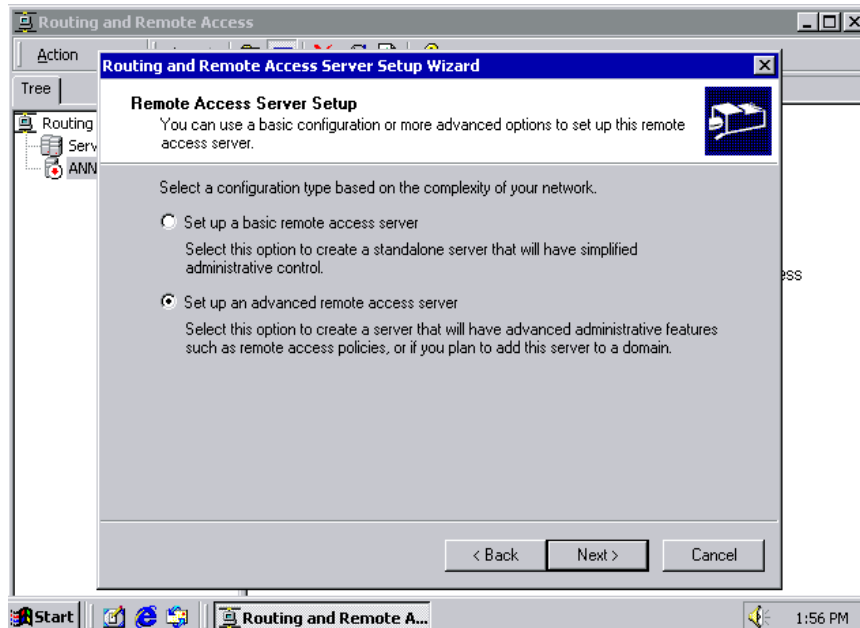 Routing and Remote Access
Action
Routing and Remote Access Server Setup Wizard
Tree
Remote Access Server Setup
You can use a basic configuration or more advanced options to set up this remote
access server.
Routing
Serv
ANN
Select a configuration type based on the complexity of your network.
Set up a basic remote access server
Select this option to create a standalone server that will have simplified
administrative control.
ess
Set up an advanced remote access server
Select this option to create a server that will have advanced administrative features
such as remote access policies, or if you plan to add this server to a domain.
< Back
Next >
Cancel
Start
Routing and Remote A...
1:56 PM